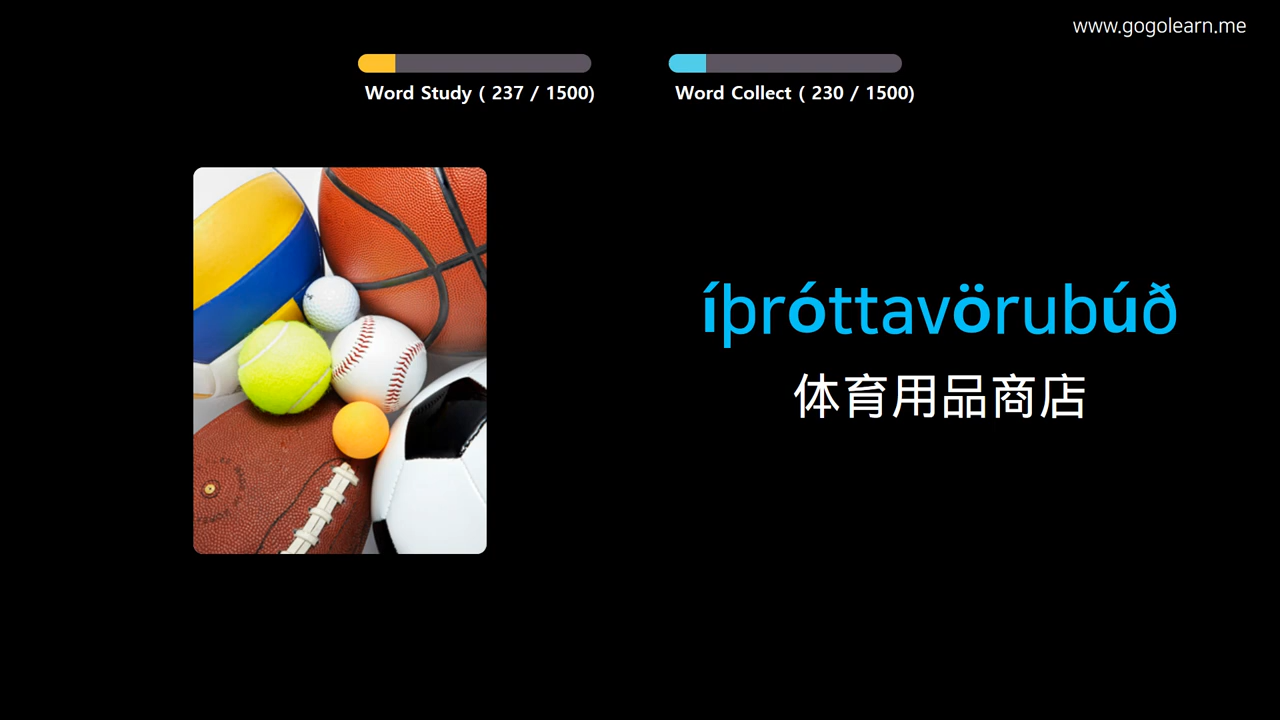 www.gogolearn.me
Word Study ( 237 / 1500)
Word Collect ( 230 / 1500)
íþróttavörubúð
体育用品商店